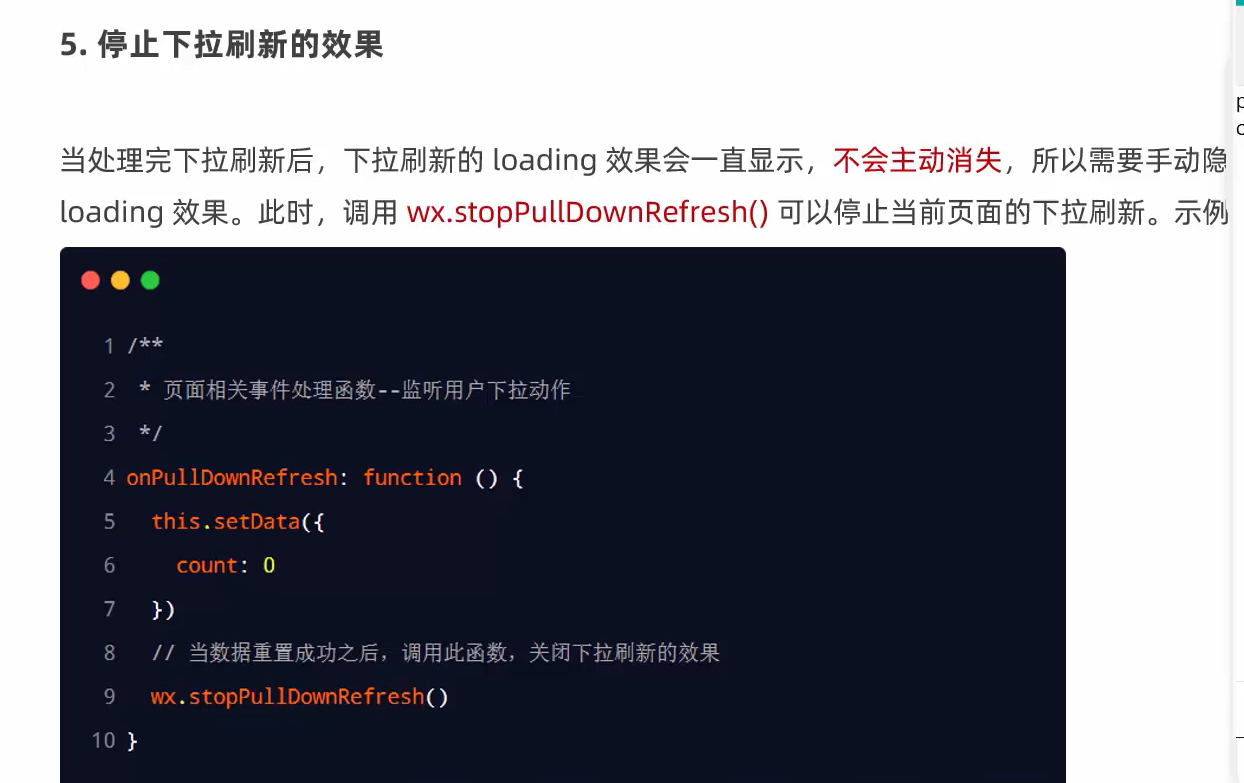 5. 停止下拉刷新的效果
当处理完下拉刷新后，下拉刷新的 loading 效果会一直显示，不会主动消失，所以需要手动隐
loading 效果。此时，调用 wx.stopPullDownRefresh() 可以停止当前页面的下拉刷新。示例
1 /**
2  * 页面相关事件处理函数--监听用户下拉动作
3  */
4 onPullDownRefresh: function () {
5   this.setData({
6     count: 0
7   })
8   // 当数据重置成功之后，调用此函数，关闭下拉刷新的效果
9   wx.stopPullDownRefresh()
10 }